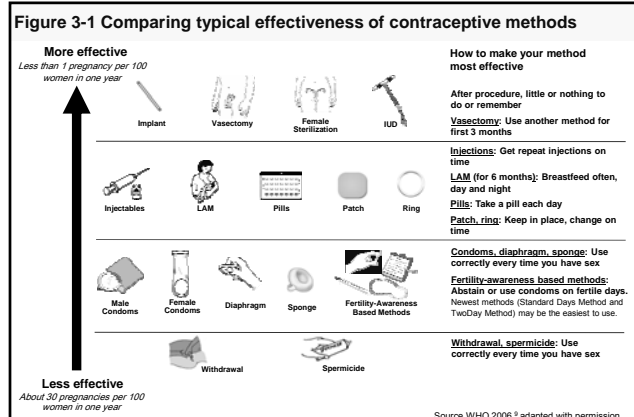 Figure 3-1 Comparing typical effectiveness of contraceptive methods
More effective
Less than 1 pregnancy per 100
women in one year
How to make your method
most effective
After procedure, little or nothing to
do or remember
Vasectomy: Use another method for
first 3 months
Implant
Vasectomy
Female
Sterilization
IUD
Injections: Get repeat injections on
time
LAM (for 6 months): Breastfeed often,
day and night
Pills: Take a pill each day
Patch, ring: Keep in place, change on
time
Injectables
LAM
Pills
Patch
Ring
Condoms, diaphragm, sponge: Use
correctly every time you have sex
Fertility-awareness based methods:
Abstain or use condoms on fertile days.
Newest methods (Standard Days Method and
TwoDay Method) may be the easiest to use.
Male
Condoms
Female
Condoms
Diaphragm
Sponge
Fertility-Awareness
Based Methods
Withdrawal, spermicide: Use
correctly every time you have sex
Withdrawal
Spermicide
Less effective
About 30 pregnancies per 100
women in one year
Source WHO 2006 9 adapted with permission